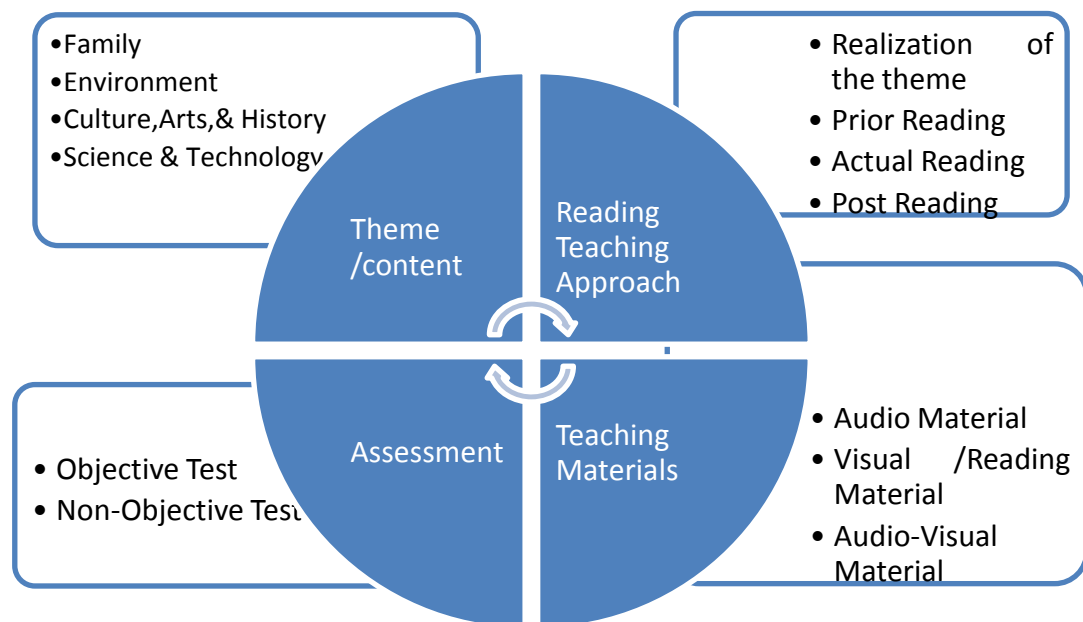 •Family
•Environment
•Culture,Arts,& History
•Science & Technology
• Realization of
the theme
• Prior Reading
• Actual Reading
• Post Reading
Theme
/content
Reading
Teaching
Approach
Assessment
Teaching
Materials
• Objective Test
• Non-Objective Test
• Audio Material
• Visual /Reading
Material
• Audio-Visual
Material